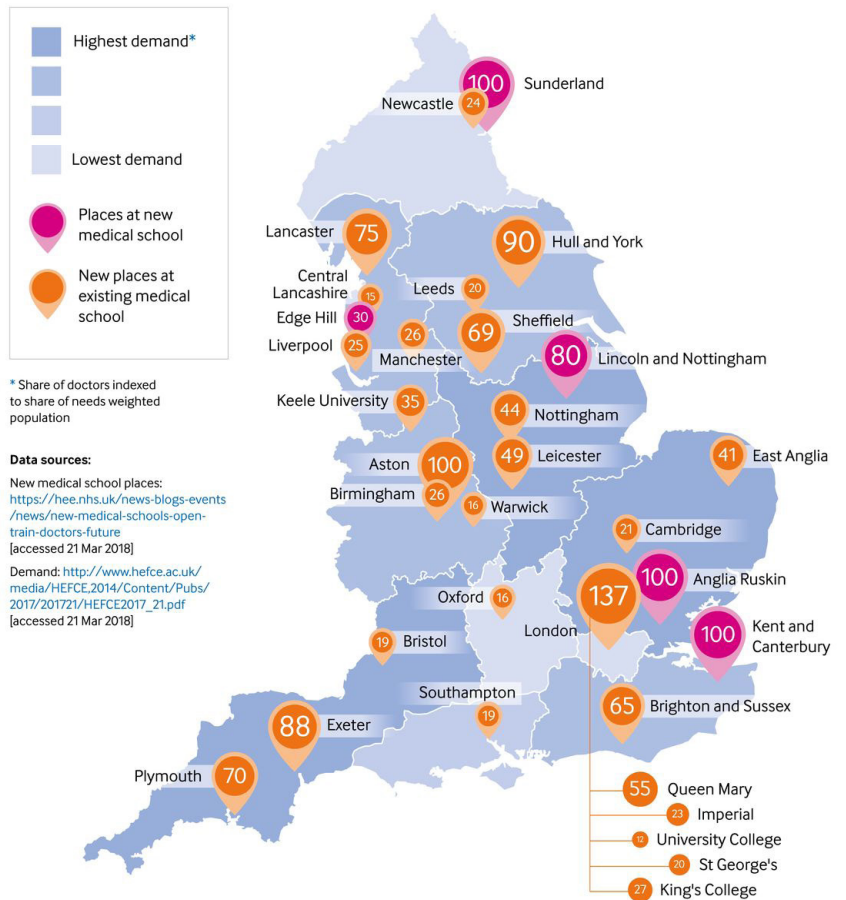 Highest demand*
Lowest demand
Places at new
medical school
New places at
existing medical
school
* Share of doctors indexed
to share of needs weighted
population
Data sources:
New medical school places:
https://hee.nhs.uk/news-blogs-events
/news/new-medical-schools-open-
train-doctors-future
[accessed 21 Mar 2018]
Demand: http://www.hefce.ac.uk/
media/HEFCE,2014/Content/Pubs/
2017/201721/HEFCE2017_21.pdf
[accessed 21 Mar 2018]
100 Sunderland
Newcastle 24
Lancaster 75
90 Hull and York
Central
Lancashire 15
Leeds 20
Edge Hill 30
Sheffield
69
Liverpool 25
26
Manchester
80 Lincoln and Nottingham
Keele University 35
44
Nottingham
Aston 100
49 Leicester
41 East Anglia
Birmingham 26
16 Warwick
21 Cambridge
100 Anglia Ruskin
Oxford 16
137
London
100 Kent and
Canterbury
19 Bristol
Southampton
19
65 Brighton and Sussex
88 Exeter
Plymouth 70
55 Queen Mary
23 Imperial
12 University College
20 St George's
27 King's College